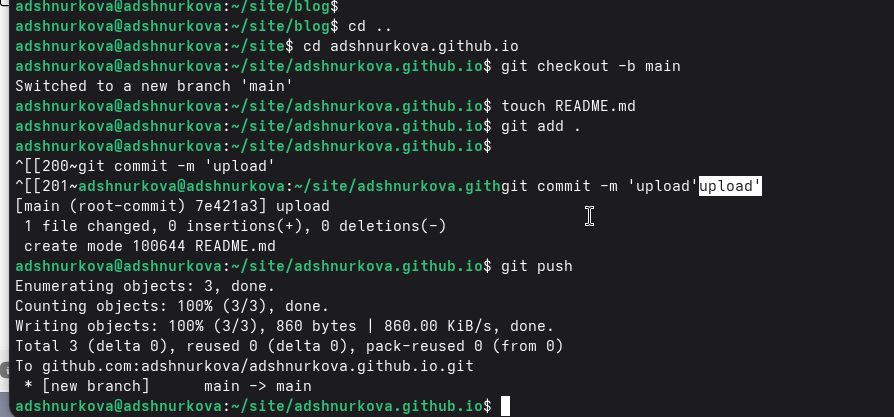 adshnurkova@adshnurkova:~/site/blog$
adshnurkova@adshnurkova:~/site/blog$ cd ..
adshnurkova@adshnurkova:~/site$ cd adshnurkova.github.io
adshnurkova@adshnurkova:~/site/adshnurkova.github.io$ git checkout -b main
Switched to a new branch 'main'
adshnurkova@adshnurkova:~/site/adshnurkova.github.io$ touch README.md
adshnurkova@adshnurkova:~/site/adshnurkova.github.io$ git add .
adshnurkova@adshnurkova:~/site/adshnurkova.github.io$
^[[200~git commit -m 'upload'
^[[201~adshnurkova@adshnurkova:~/site/adshnurkova.githgit commit -m 'upload'upload'
[main (root-commit) 7e421a3] upload
 1 file changed, 0 insertions(+), 0 deletions(-)
 create mode 100644 README.md
adshnurkova@adshnurkova:~/site/adshnurkova.github.io$ git push
Enumerating objects: 3, done.
Counting objects: 100% (3/3), done.
Writing objects: 100% (3/3), 860 bytes | 860.00 KiB/s, done.
Total 3 (delta 0), reused 0 (delta 0), pack-reused 0 (from 0)
To github.com:adshnurkova/adshnurkova.github.io.git
 * [new branch]      main -> main
adshnurkova@adshnurkova:~/site/adshnurkova.github.io$